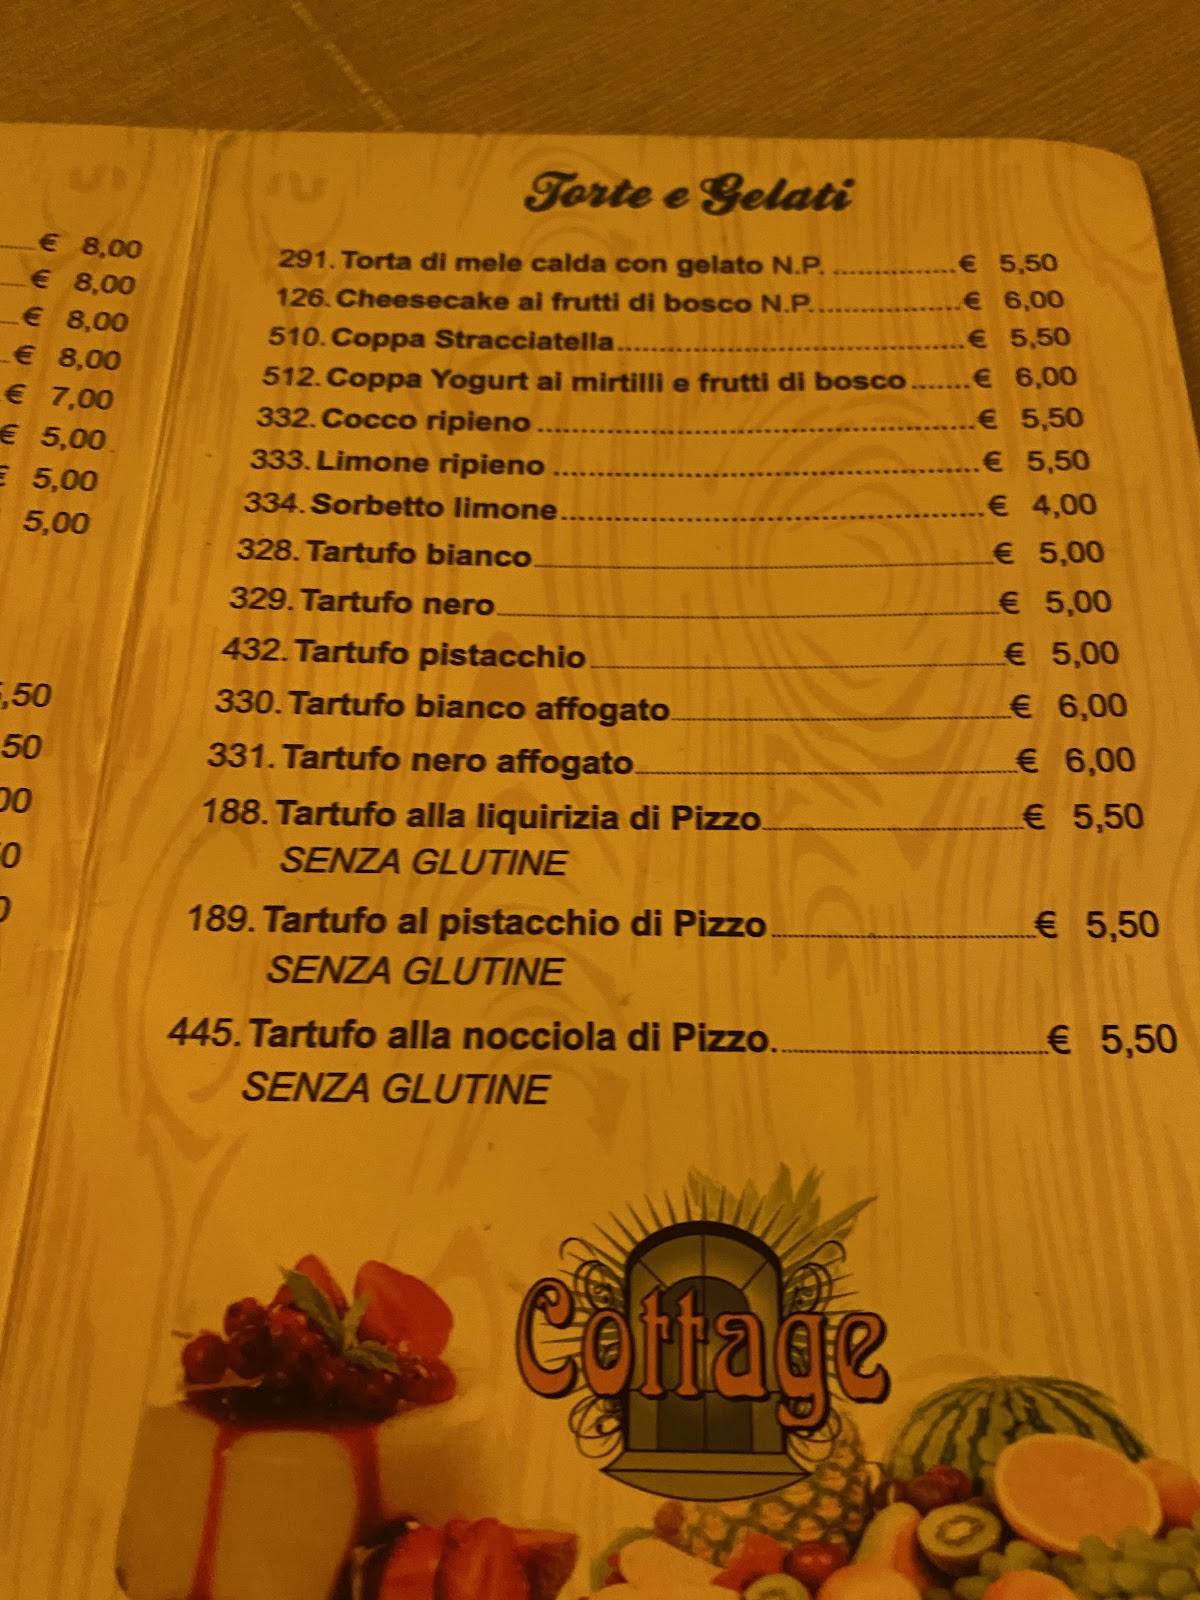 € 8,00
€ 8,00
€ 8,00
€ 8,00
€ 7,00
€ 5,00
€ 5,00
5,00
,50
50
00
0
0
Torte e Gelati
291. Torta di mele calda con gelato N.P. ............... € 5,50
126. Cheesecake ai frutti di bosco N.P. .................. € 6,00
510. Coppa Stracciatella............................................ € 5,50
512. Coppa Yogurt ai mirtilli e frutti di bosco ....... € 6,00
332. Cocco ripieno ..................................................... € 5,50
333. Limone ripieno .................................................. € 5,50
334. Sorbetto limone................................................ € 4,00
328. Tartufo bianco € 5,00
329. Tartufo nero € 5,00
432. Tartufo pistacchio € 5,00
330. Tartufo bianco affogato € 6,00
331. Tartufo nero affogato € 6,00
188. Tartufo alla liquirizia di Pizzo € 5,50
SENZA GLUTINE
189. Tartufo al pistacchio di Pizzo € 5,50
SENZA GLUTINE
445. Tartufo alla nocciola di Pizzo. € 5,50
SENZA GLUTINE
Cottage